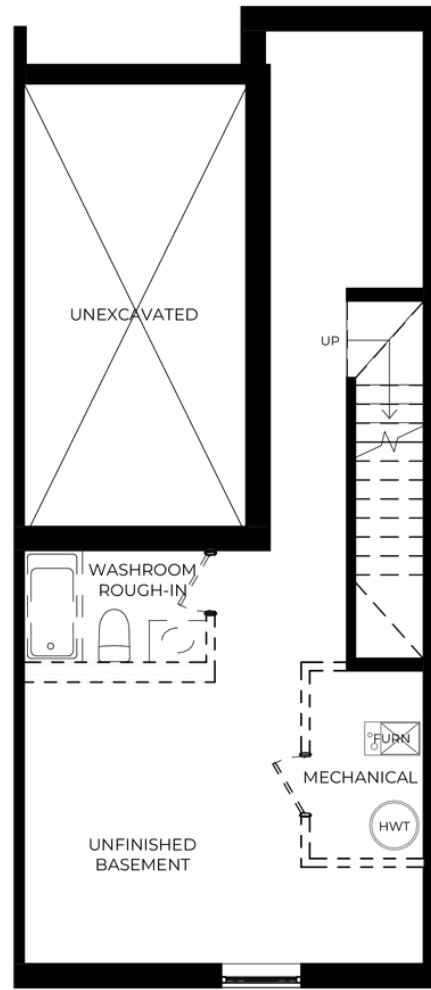 UNEXCAVATED
UP
WASHROOM
ROUGH-IN
FURN
MECHANICAL
HWT
UNFINISHED
BASEMENT